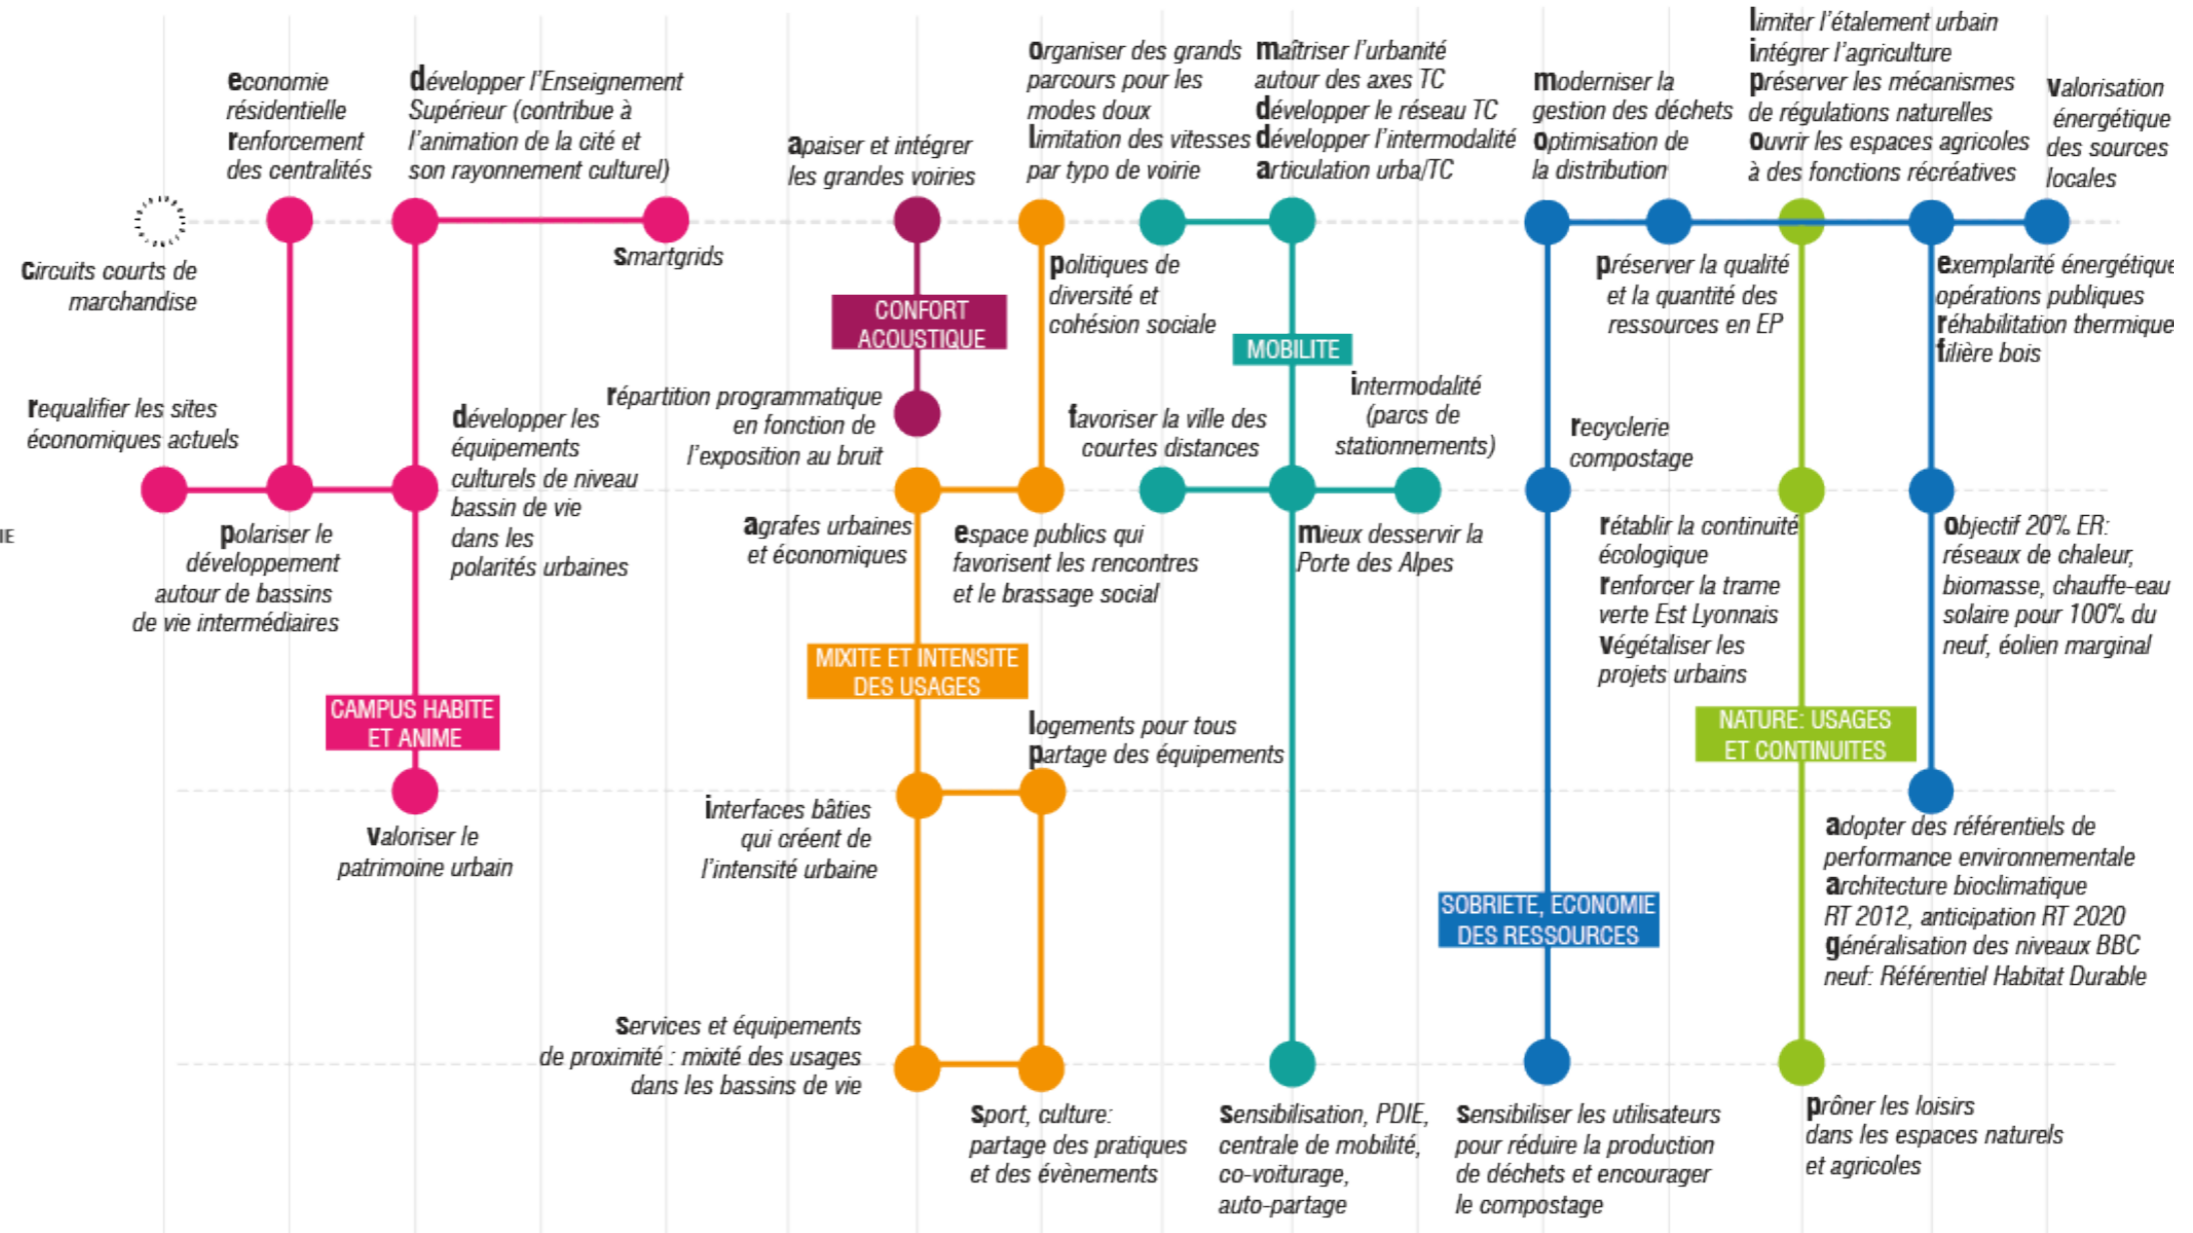 economie
résidentielle
renforcement
des centralités
développer l'Enseignement
Supérieur (contribue à
l'animation de la cité et
son rayonnement culturel)
apaiser et intégrer
les grandes voiries
organiser des grands
parcours pour les
modes doux
limitation des vitesses
par typo de voirie
maîtriser l'urbanité
autour des axes TC
développer le réseau TC
développer l'intermodalité
articulation urba/TC
moderniser la
gestion des déchets
optimisation de
la distribution
limiter l'étalement urbain
intégrer l'agriculture
préserver les mécanismes
de régulations naturelles
ouvrir les espaces agricoles
à des fonctions récréatives
valorisation
énergétique
des sources
locales
circuits courts de
marchandise
smartgrids
CONFORT
ACOUSTIQUE
politiques de
diversité et
cohésion sociale
MOBILITE
préserver la qualité
et la quantité des
ressources en EP
exemplarité énergétique
opérations publiques
réhabilitation thermique
filière bois
requalifier les sites
économiques actuels
développer les
équipements
culturels de niveau
bassin de vie
dans les
polarités urbaines
répartition programmatique
en fonction de
l'exposition au bruit
favoriser la ville des
courtes distances
intermodalité
(parcs de
stationnements)
recyclerie
compostage
IE
polariser le
développement
autour de bassins
de vie intermédiaires
agrafes urbaines
et économiques
espace publics qui
favorisent les rencontres
et le brassage social
mieux desservir la
Porte des Alpes
rétablir la continuité
écologique
renforcer la trame
verte Est Lyonnais
végétaliser les
projets urbains
objectif 20% ER:
réseaux de chaleur,
biomasse, chauffe-eau
solaire pour 100% du
neuf, éolien marginal
CAMPUS HABITE
ET ANIME
MIXITE ET INTENSITE
DES USAGES
NATURE: USAGES
ET CONTINUITES
logements pour tous
partage des équipements
valoriser le
patrimoine urbain
interfaces bâties
qui créent de
l'intensité urbaine
adopter des référentiels de
performance environnementale
architecture bioclimatique
RT 2012, anticipation RT 2020
généralisation des niveaux BBC
neuf: Référentiel Habitat Durable
SOBRIETE, ECONOMIE
DES RESSOURCES
services et équipements
de proximité : mixité des usages
dans les bassins de vie
sport, culture:
partage des pratiques
et des évènements
sensibilisation, PDIE,
centrale de mobilité,
co-voiturage,
auto-partage
sensibiliser les utilisateurs
pour réduire la production
de déchets et encourager
le compostage
prôner les loisirs
dans les espaces naturels
et agricoles